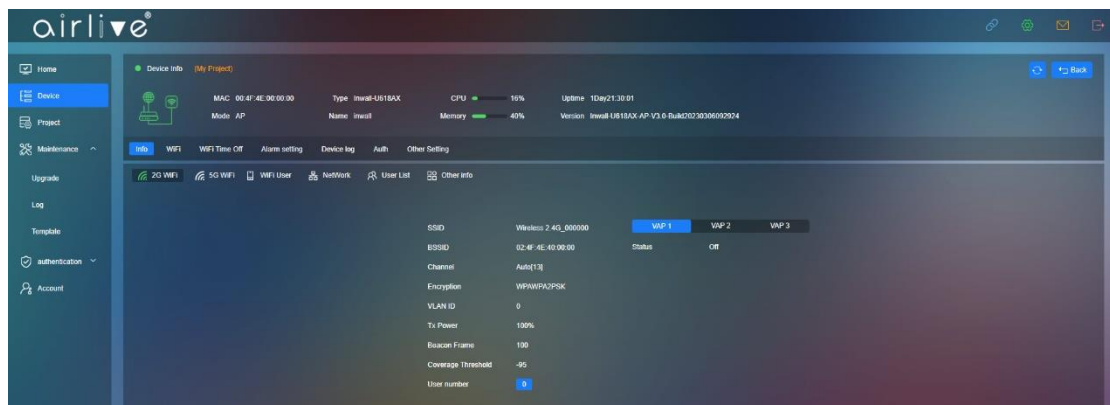 airlive®
Home
Device
Project
Maintenance
Upgrade
Log
Template
authentication
Account
Device Info (My Project)
Back
MAC 00:4F:4E:00:00:00 Type Inwall-U618AX CPU 16% Uptime 1Day21:30:01
Mode AP Name inwall Memory 40% Version Inwall-U618AX-AP-V3.0-Build20230306092924
Info WiFi WiFi Time Off Alarm setting Device log Auth Other Setting
2G WiFi 5G WiFi WiFi User NetWork User List Other info
SSID Wireless 2.4G_000000 VAP 1 VAP 2 VAP 3
BSSID 02:4F:4E:40:00:00 Status Off
Channel Auto[13]
Encryption WPAWPA2PSK
VLAN ID 0
Tx Power 100%
Beacon Frame 100
Coverage Threshold -95
User number 0